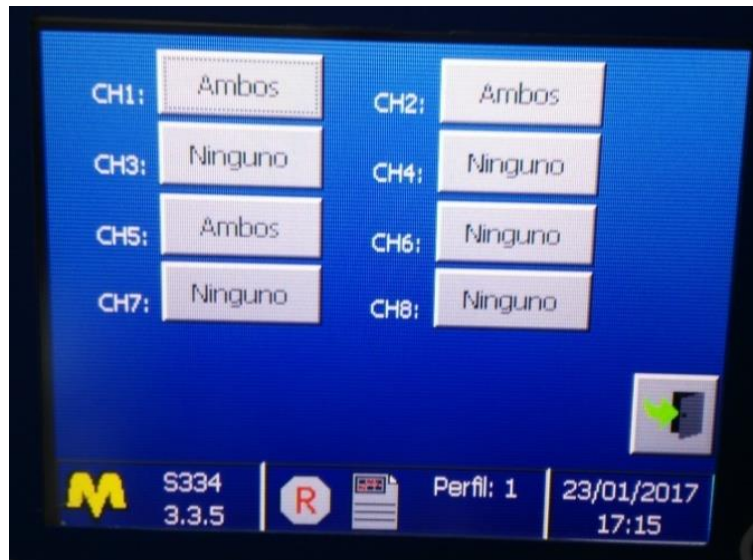 CH1: Ambos CH2: Ambos
CH3: Ninguno CH4: Ninguno
CH5: Ambos CH6: Ninguno
CH7: Ninguno CH8: Ninguno
S334 R Perfil: 1 23/01/2017
3.3.5 17:15